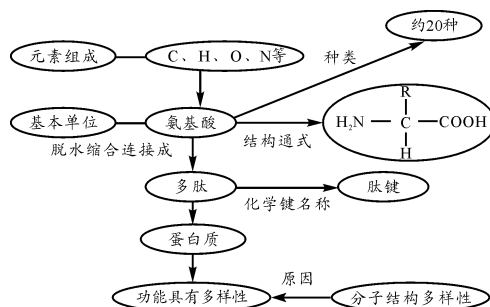 约20种
元素组成
C、H、O、N等
种类
R
基本单位
氨基酸
H₂N
C
COOH
脱水缩合连接成
结构通式
H
多肽
肽键
化学键名称
蛋白质
原因
功能具有多样性
分子结构多样性